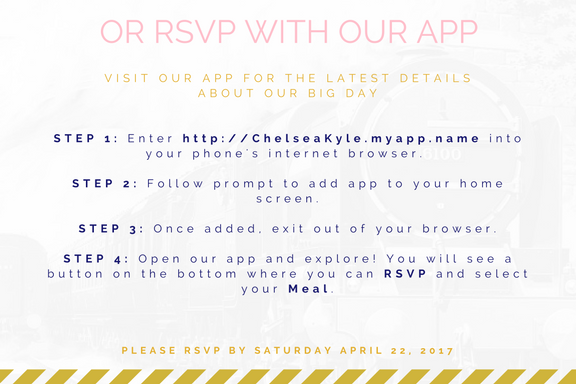 OR RSVP WITH OUR APP
VISIT OUR APP FOR THE LATEST DETAILS
ABOUT OUR BIG DAY
STEP 1: Enter http://ChelseaKyle.myapp.name into
your phone's internet browser.
STEP 2: Follow prompt to add app to your home
screen.
STEP 3: Once added, exit out of your browser.
STEP 4: Open our app and explore! You will see a
button on the bottom where you can RSVP and select
your Meal.
PLEASE RSVP BY SATURDAY APRIL 22, 2017